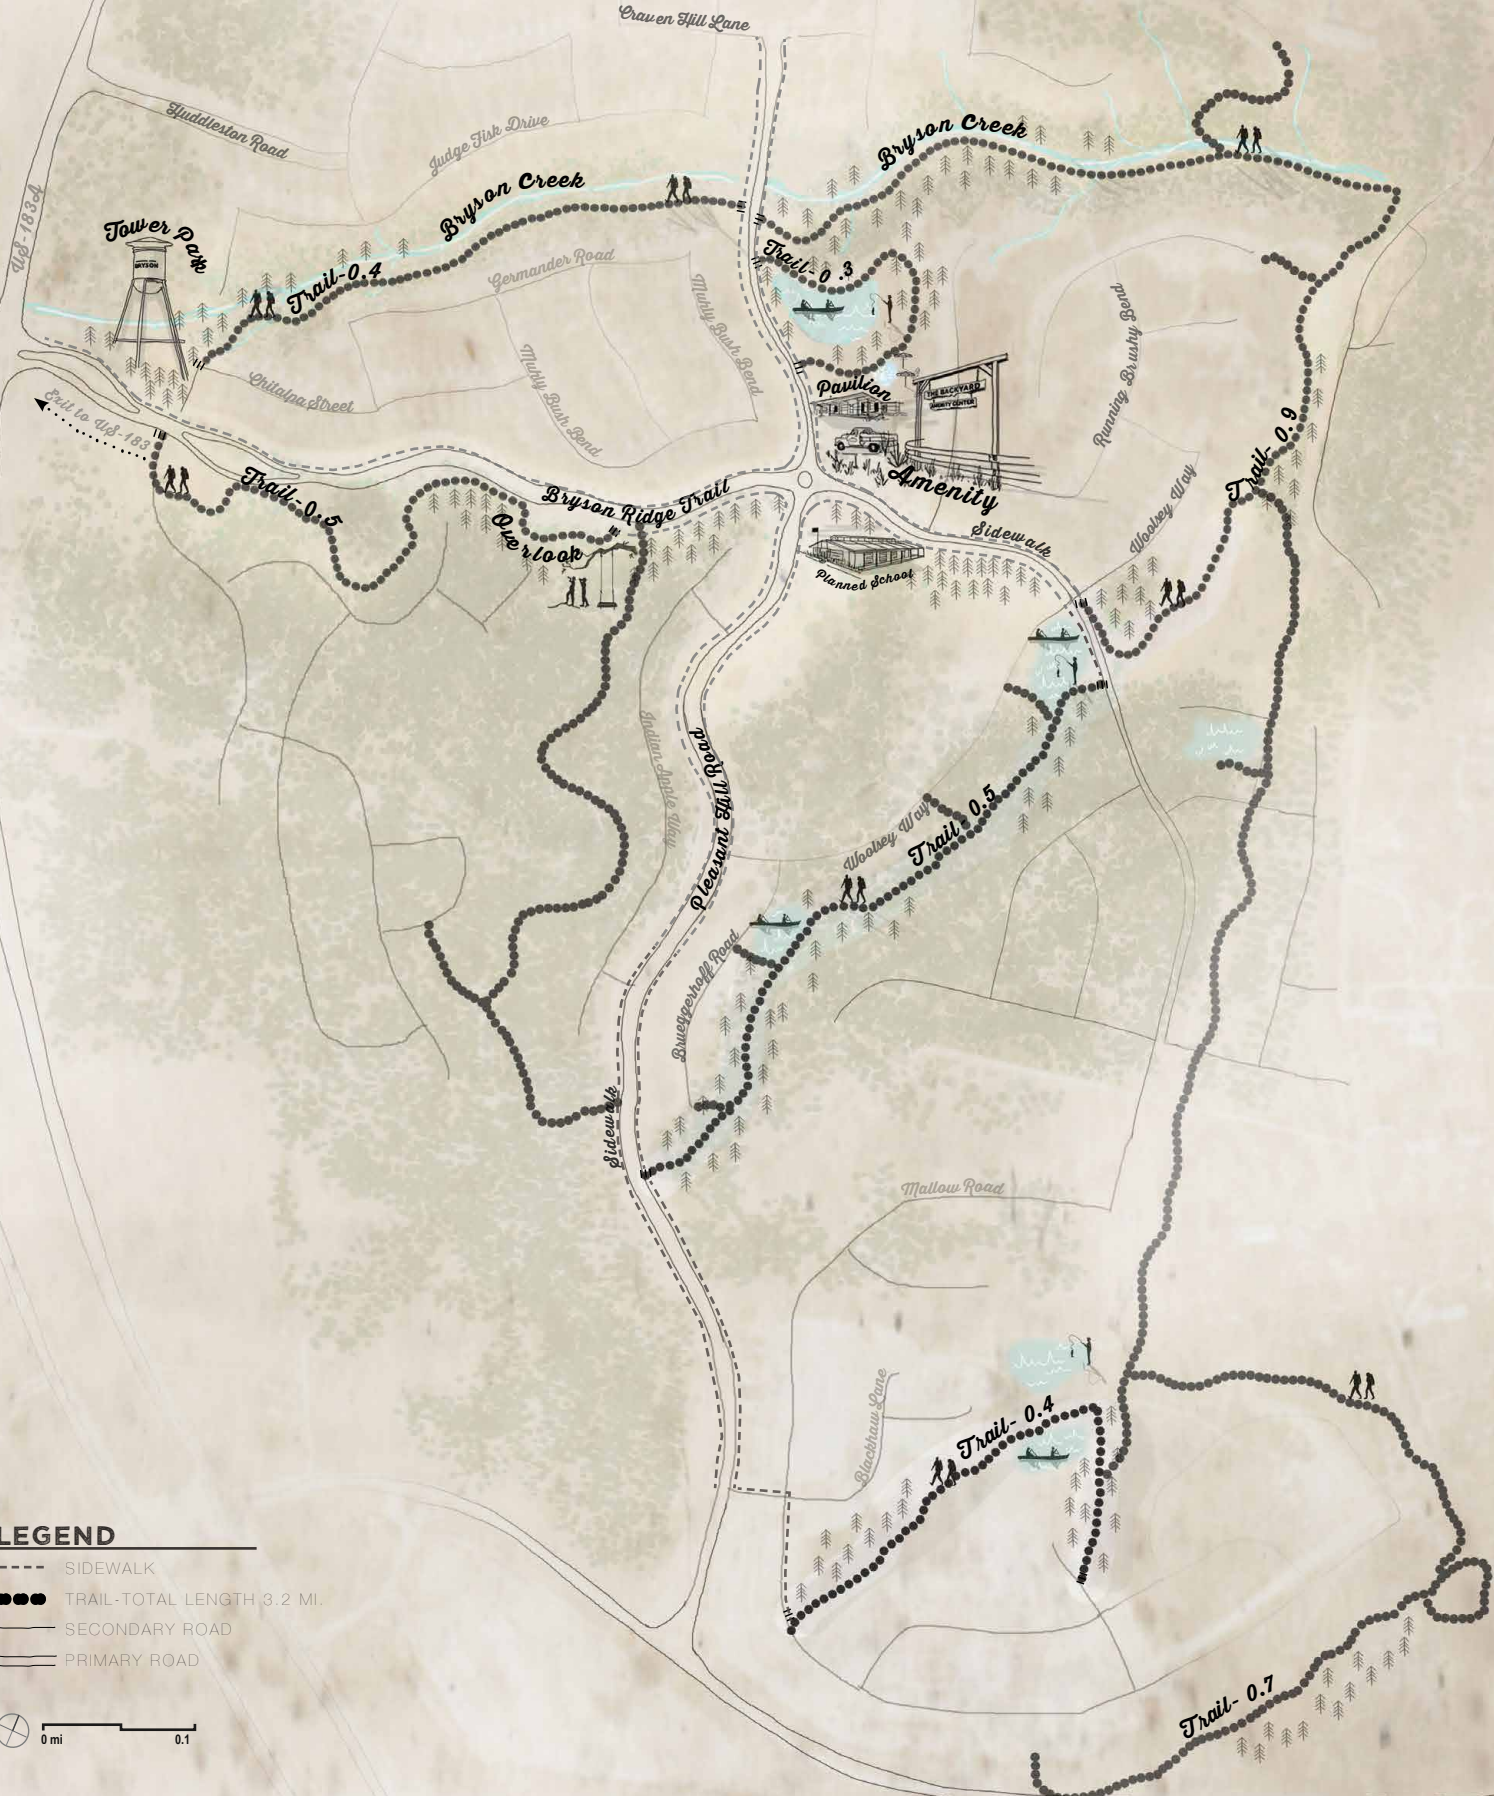 Craven Hill Lane
Huddleston Road
Judge Fisk Drive
Bryson Creek
Bryson Creek
US-183A
Tower Park
BRYSON
Trail-0.4
Germander Road
Muhly Bush Bend
Trail-0.3
Running Brushy Bend
Chilalpa Street
Muhly Bush Bend
Exit to US-183
Pavilion
THE BACKYARD
AMENITY CENTER
Amenity
Trail-0.9
Trail-0.5
Bryson Ridge Trail
Overlook
Sidewalk
Woolsey Way
Planned School
Indian Apple Way
Pleasant Hill Road
Woolsey Way
Trail-0.5
Brueggerhoff Road
Sidewalk
Mallow Road
Blackhaw Lane
Trail-0.4
LEGEND
SIDEWALK
TRAIL-TOTAL LENGTH 3.2 MI.
SECONDARY ROAD
PRIMARY ROAD
0 mi 0.1
Trail-0.7